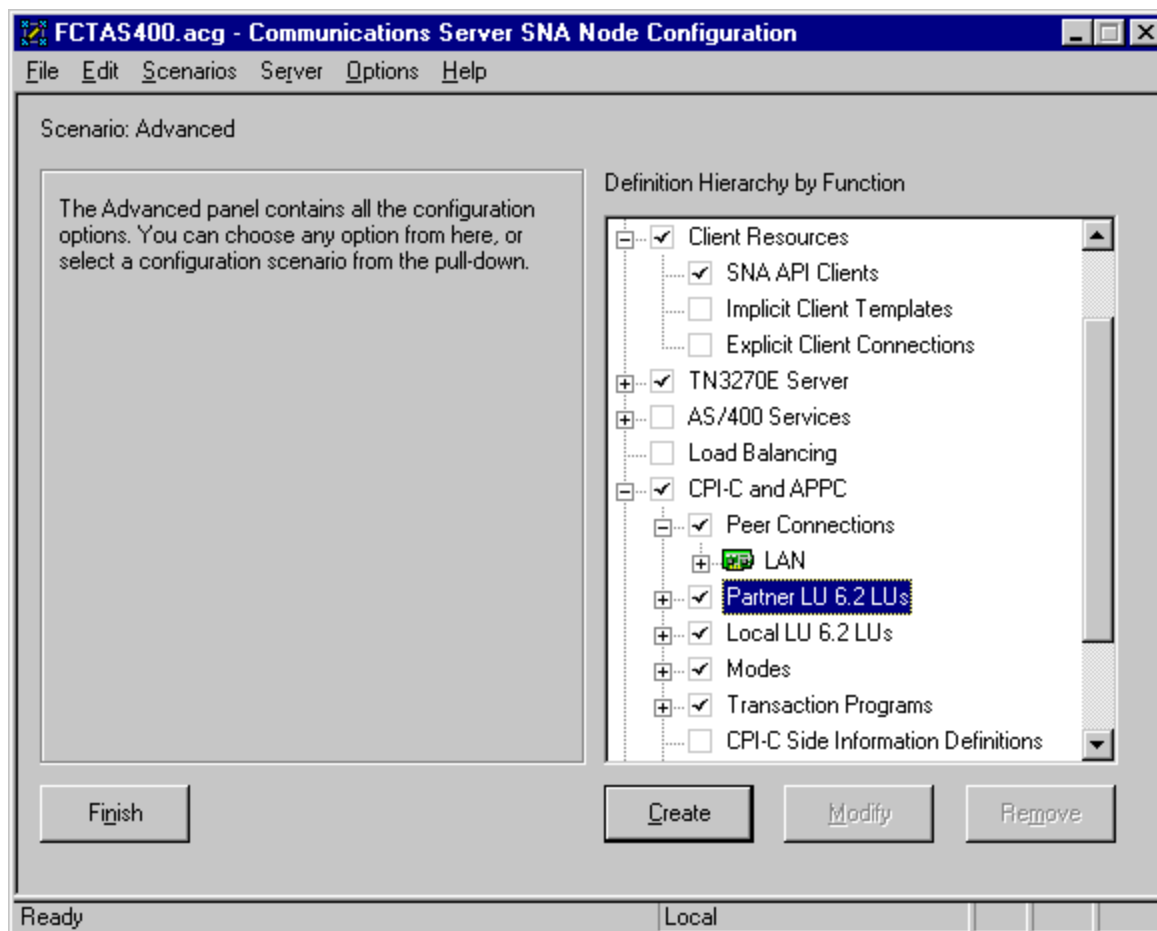 FCTAS400.acg - Communications Server SNA Node Configuration
File Edit Scenarios Server Options Help
Scenario: Advanced
The Advanced panel contains all the configuration
options. You can choose any option from here, or
select a configuration scenario from the pull-down.
Definition Hierarchy by Function
Client Resources
SNA API Clients
Implicit Client Templates
Explicit Client Connections
TN3270E Server
AS/400 Services
Load Balancing
CPI-C and APPC
Peer Connections
LAN
Partner LU 6.2 LUs
Local LU 6.2 LUs
Modes
Transaction Programs
CPI-C Side Information Definitions
Finish
Create
Modify
Remove
Ready
Local